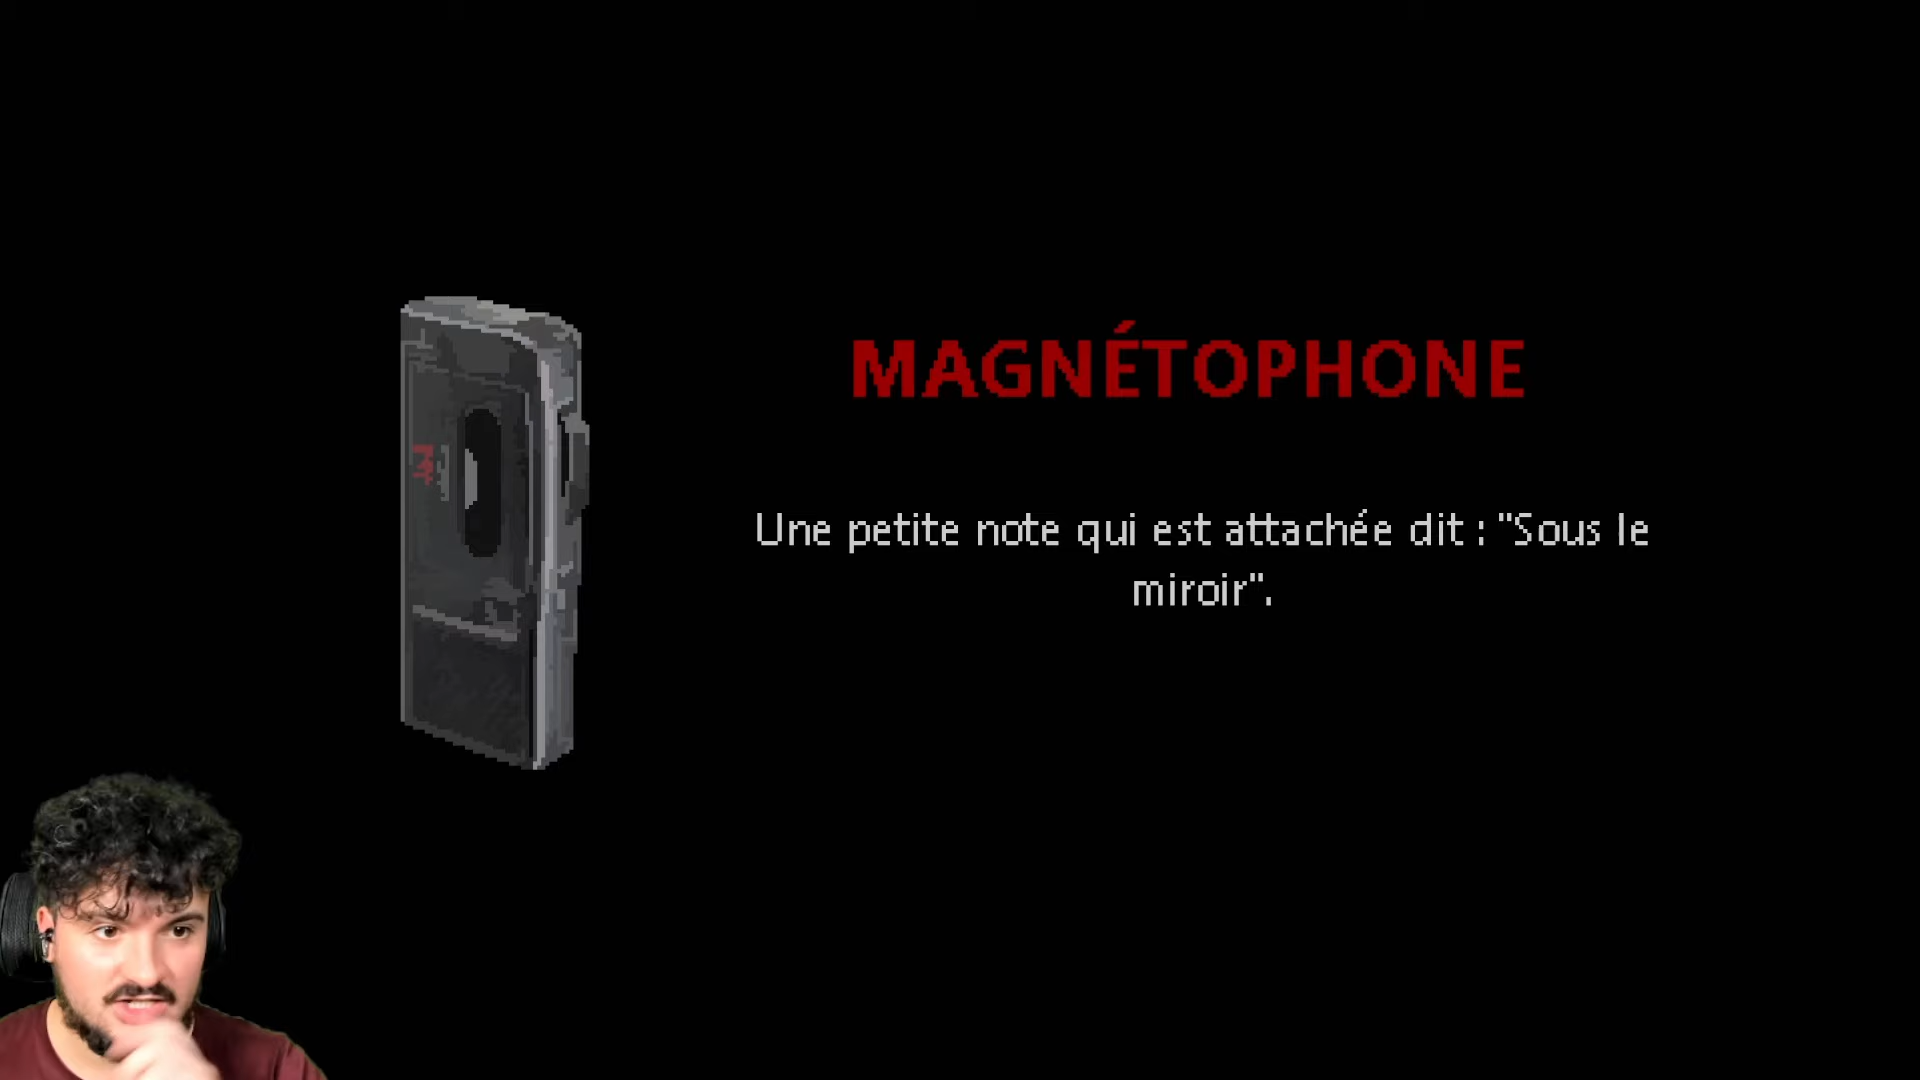 MAGNÉTOPHONE
Une petite note qui est attachée dit : "Sous le
miroir".